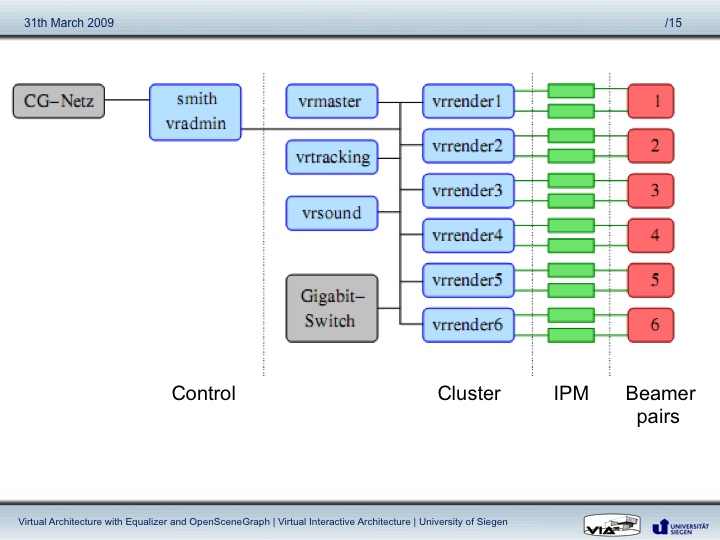 31th March 2009
/15
CG–Netz
smith
vradmin
vrmaster
vrtracking
vrsound
Gigabit–
Switch
vrrender1
vrrender2
vrrender3
vrrender4
vrrender5
vrrender6
1
2
3
4
5
6
Control
Cluster
IPM
Beamer
pairs
Virtual Architecture with Equalizer and OpenSceneGraph | Virtual Interactive Architecture | University of Siegen
VIA
UNIVERSITÄT
SIEGEN